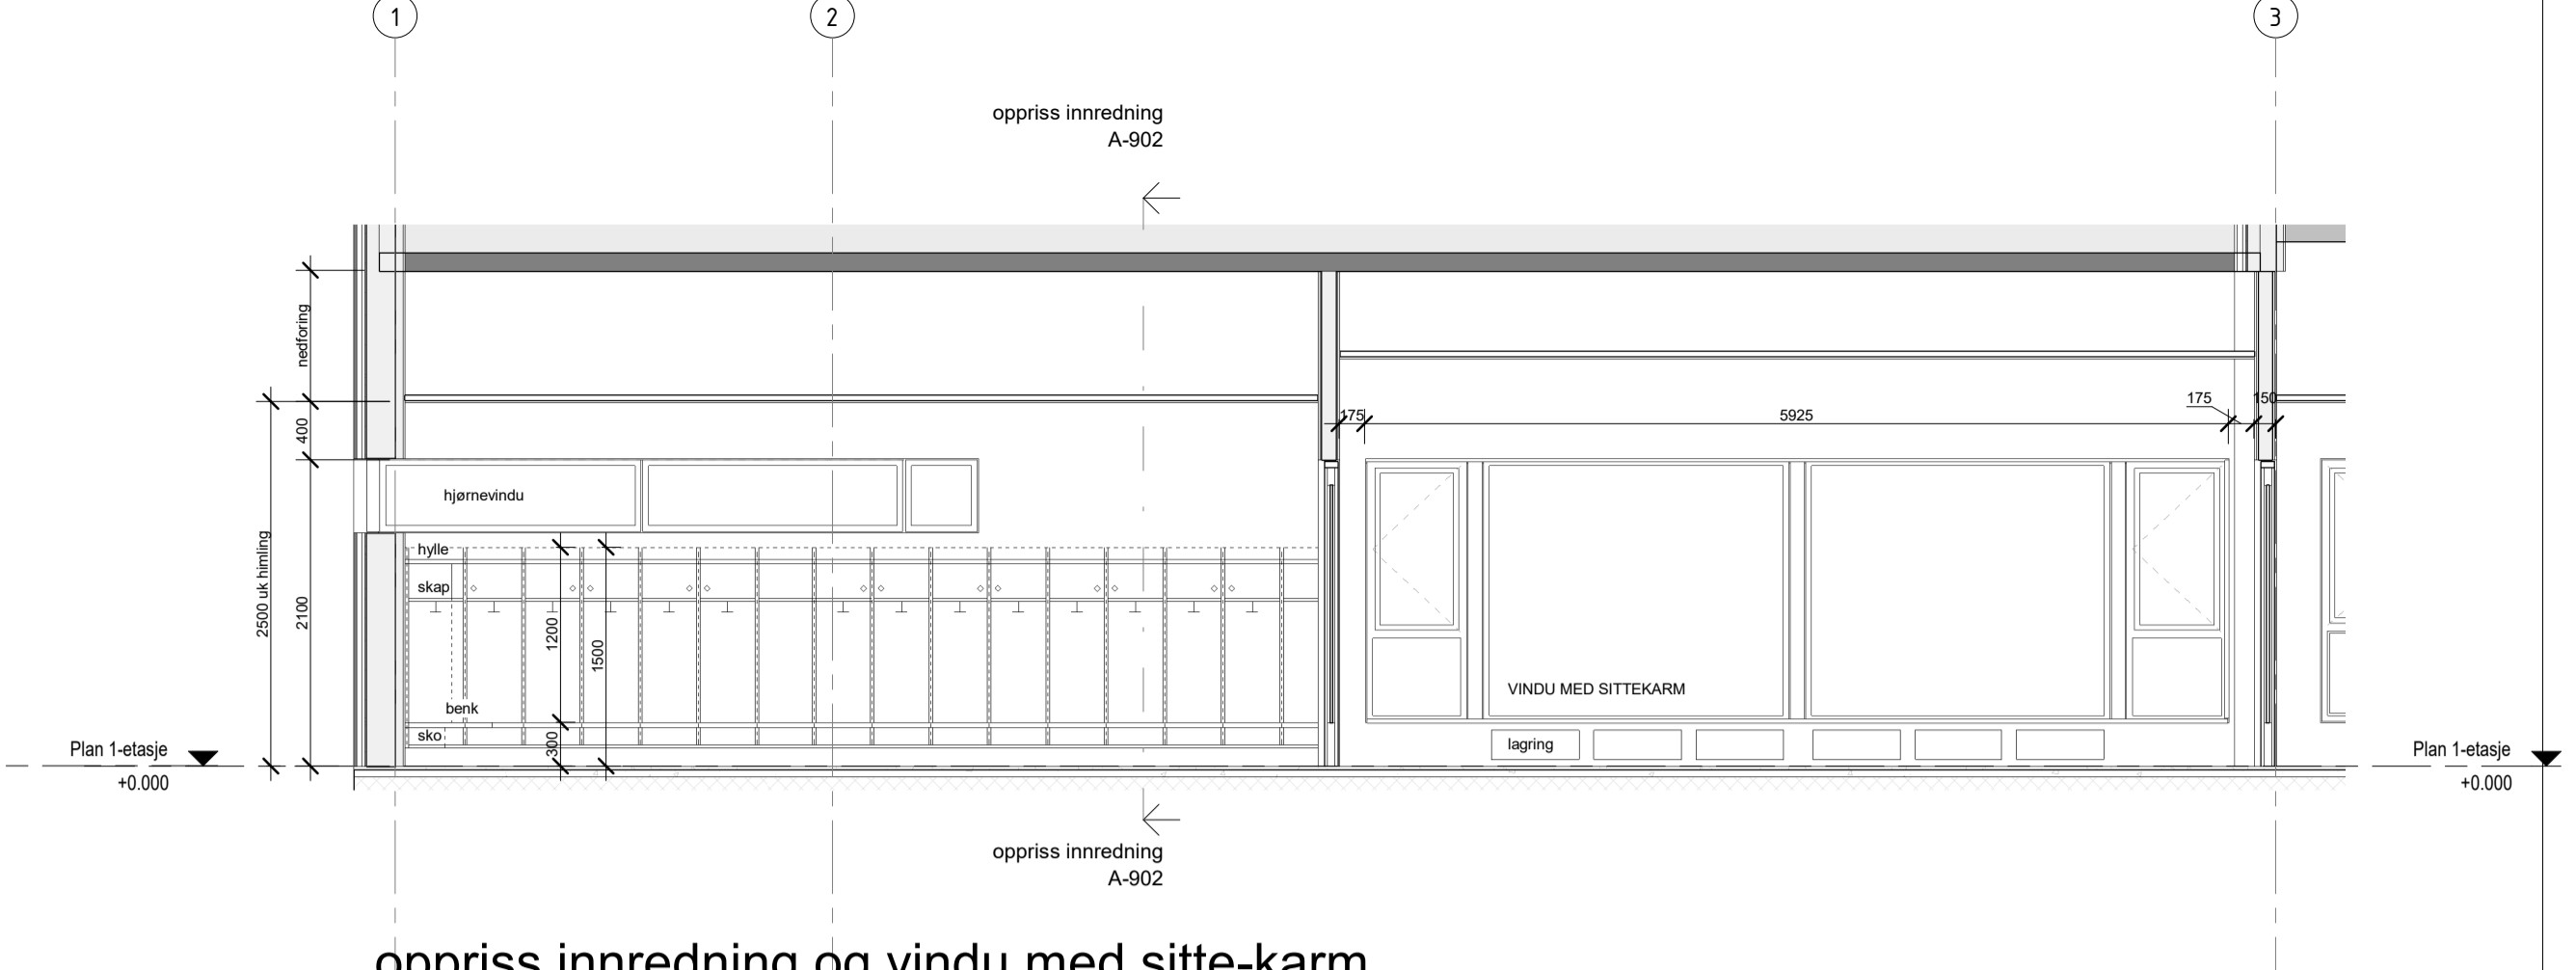 1
2
3
oppriss innredning
A-902
nedforing
400
175
5925
175
150
hjørnevindu
2500 uk himling
2100
hylle
skap
1200
1500
benk
sko
300
VINDU MED SITTEKARM
lagring
Plan 1-etasje
+0.000
Plan 1-etasje
+0.000
oppriss innredning
A-902
oppriss innredning og vindu med sitte-karm